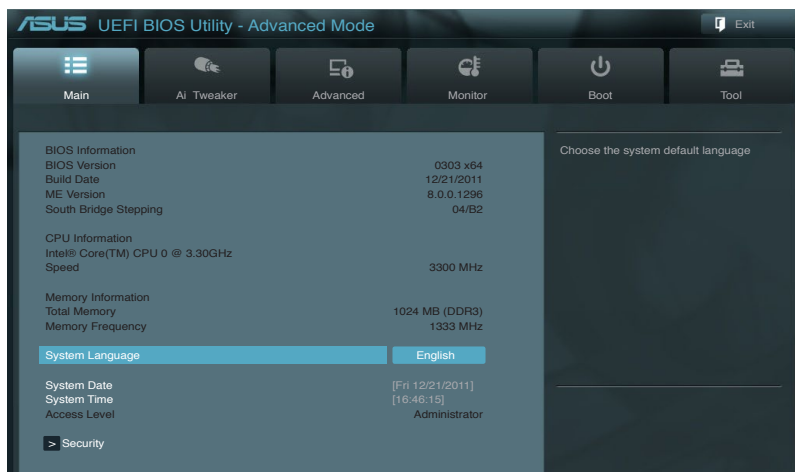 ASUS UEFI BIOS Utility - Advanced Mode
Exit
Main
Ai Tweaker
Advanced
Monitor
Boot
Tool
BIOS Information
BIOS Version 0303 x64
Build Date 12/21/2011
ME Version 8.0.0.1296
South Bridge Stepping 04/B2
CPU Information
Intel® Core(TM) CPU 0 @ 3.30GHz
Speed 3300 MHz
Memory Information
Total Memory 1024 MB (DDR3)
Memory Frequency 1333 MHz
System Language English
System Date [Fri 12/21/2011]
System Time [16:46:15]
Access Level Administrator
> Security
Choose the system default language